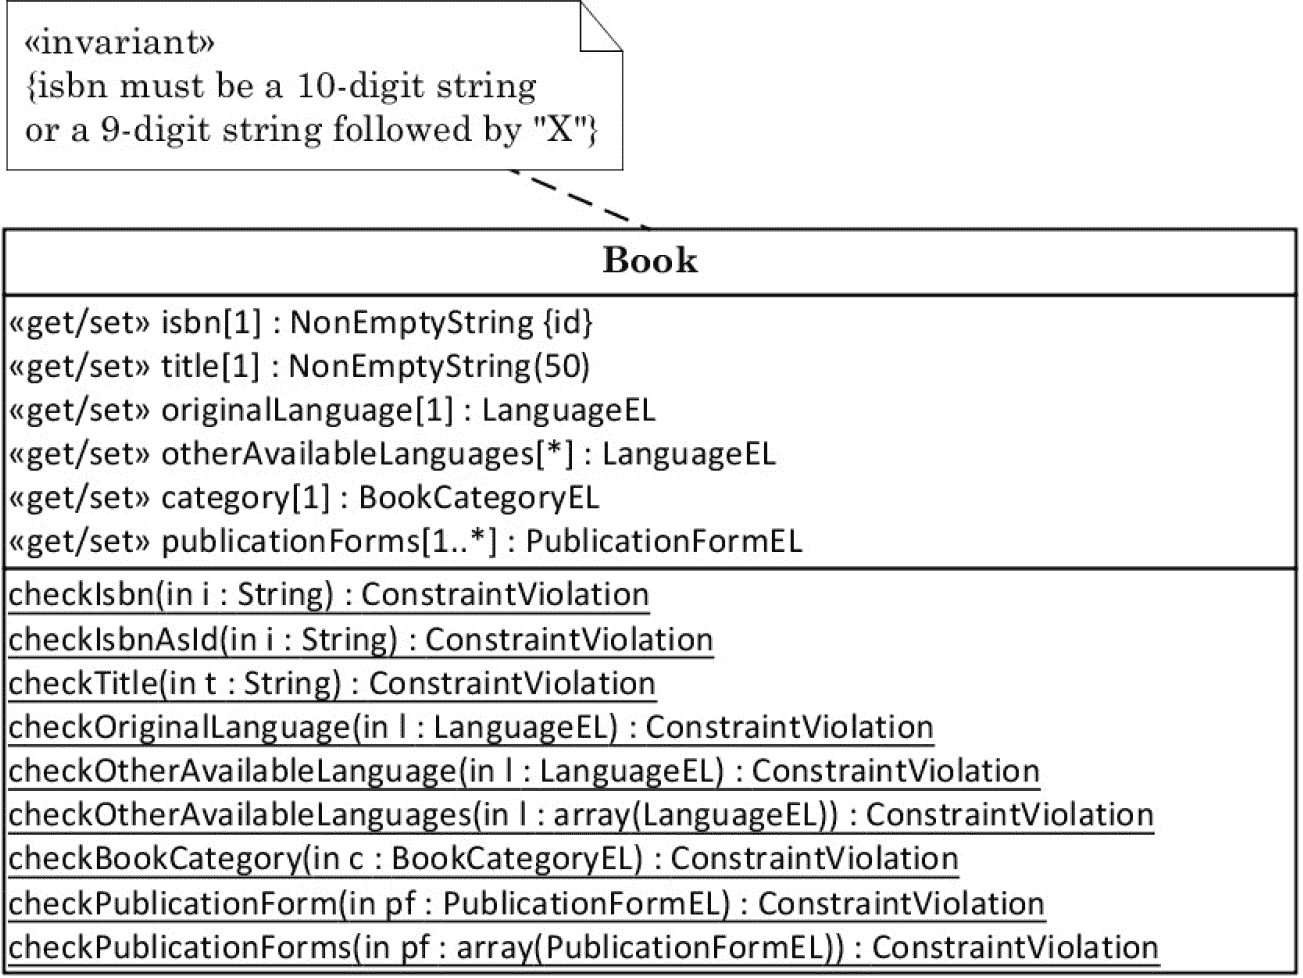 «invariant»
{isbn must be a 10-digit string
or a 9-digit string followed by "X"}
Book
«get/set» isbn[1] : NonEmptyString {id}
«get/set» title[1] : NonEmptyString(50)
«get/set» originalLanguage[1] : LanguageEL
«get/set» otherAvailableLanguages[*] : LanguageEL
«get/set» category[1] : BookCategoryEL
«get/set» publicationForms[1..*] : PublicationFormEL
checkIsbn(in i : String) : ConstraintViolation
checkIsbnAsId(in i : String) : ConstraintViolation
checkTitle(in t : String) : ConstraintViolation
checkOriginalLanguage(in l : LanguageEL) : ConstraintViolation
checkOtherAvailableLanguage(in l : LanguageEL) : ConstraintViolation
checkOtherAvailableLanguages(in l : array(LanguageEL)) : ConstraintViolation
checkBookCategory(in c : BookCategoryEL) : ConstraintViolation
checkPublicationForm(in pf : PublicationFormEL) : ConstraintViolation
checkPublicationForms(in pf : array(PublicationFormEL)) : ConstraintViolation